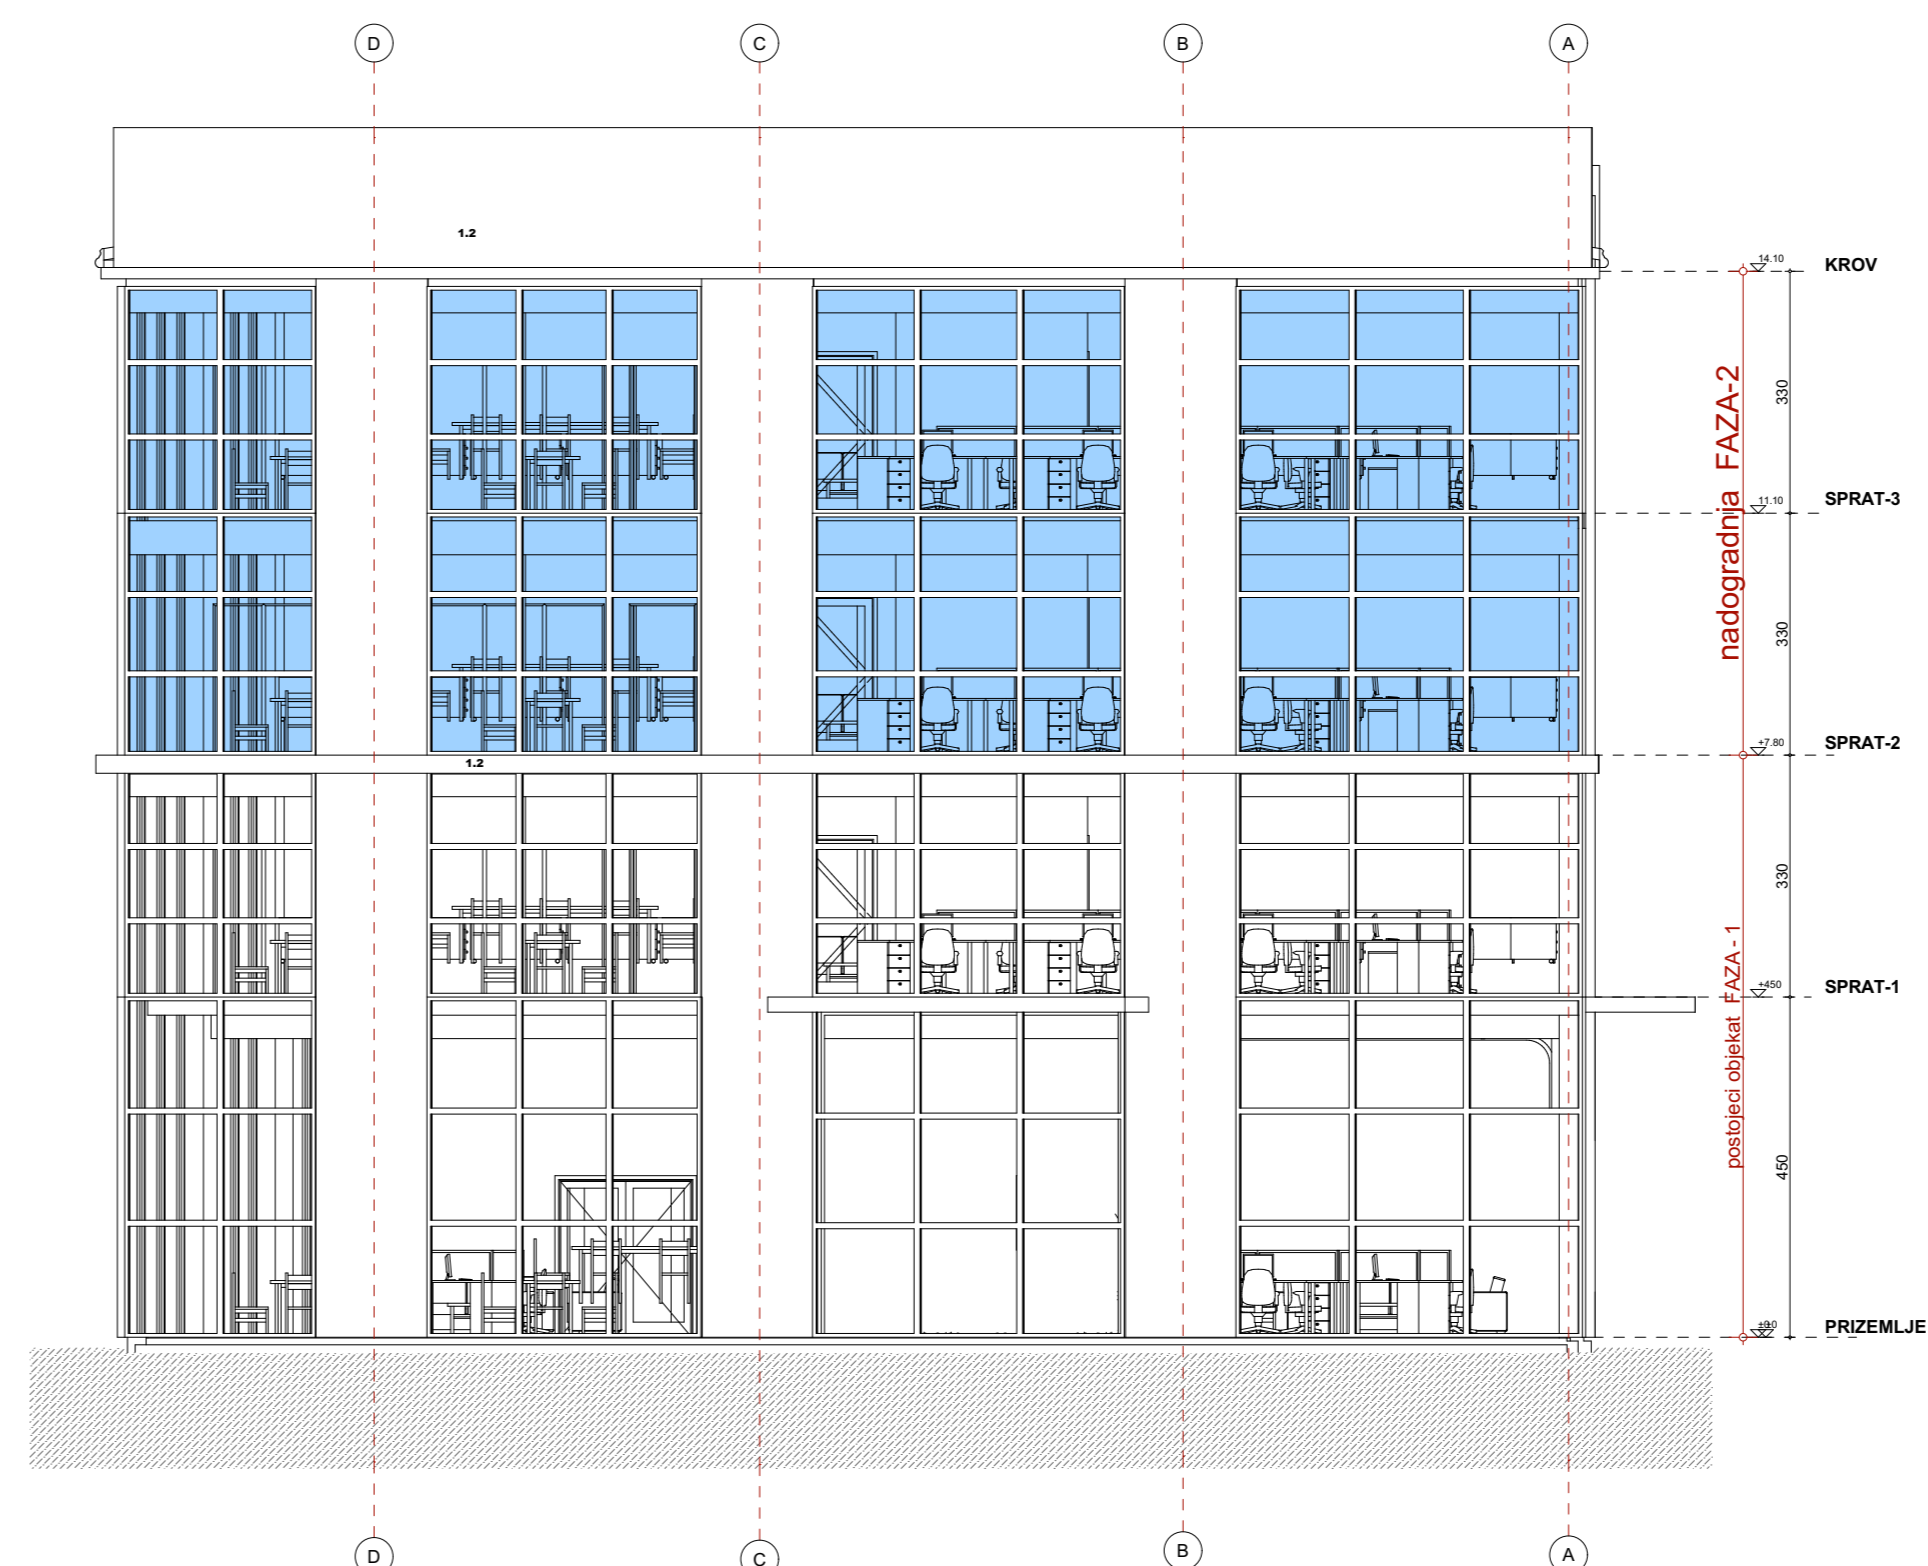 D
C
B
A
1.2
14.10
KROV
330
nadogradnja FAZA-2
11.10
SPRAT-3
330
+7.80
SPRAT-2
1.2
330
postojeci objekat FAZA - 1
+450
SPRAT-1
450
PRIZEMLJE
D
C
B
A